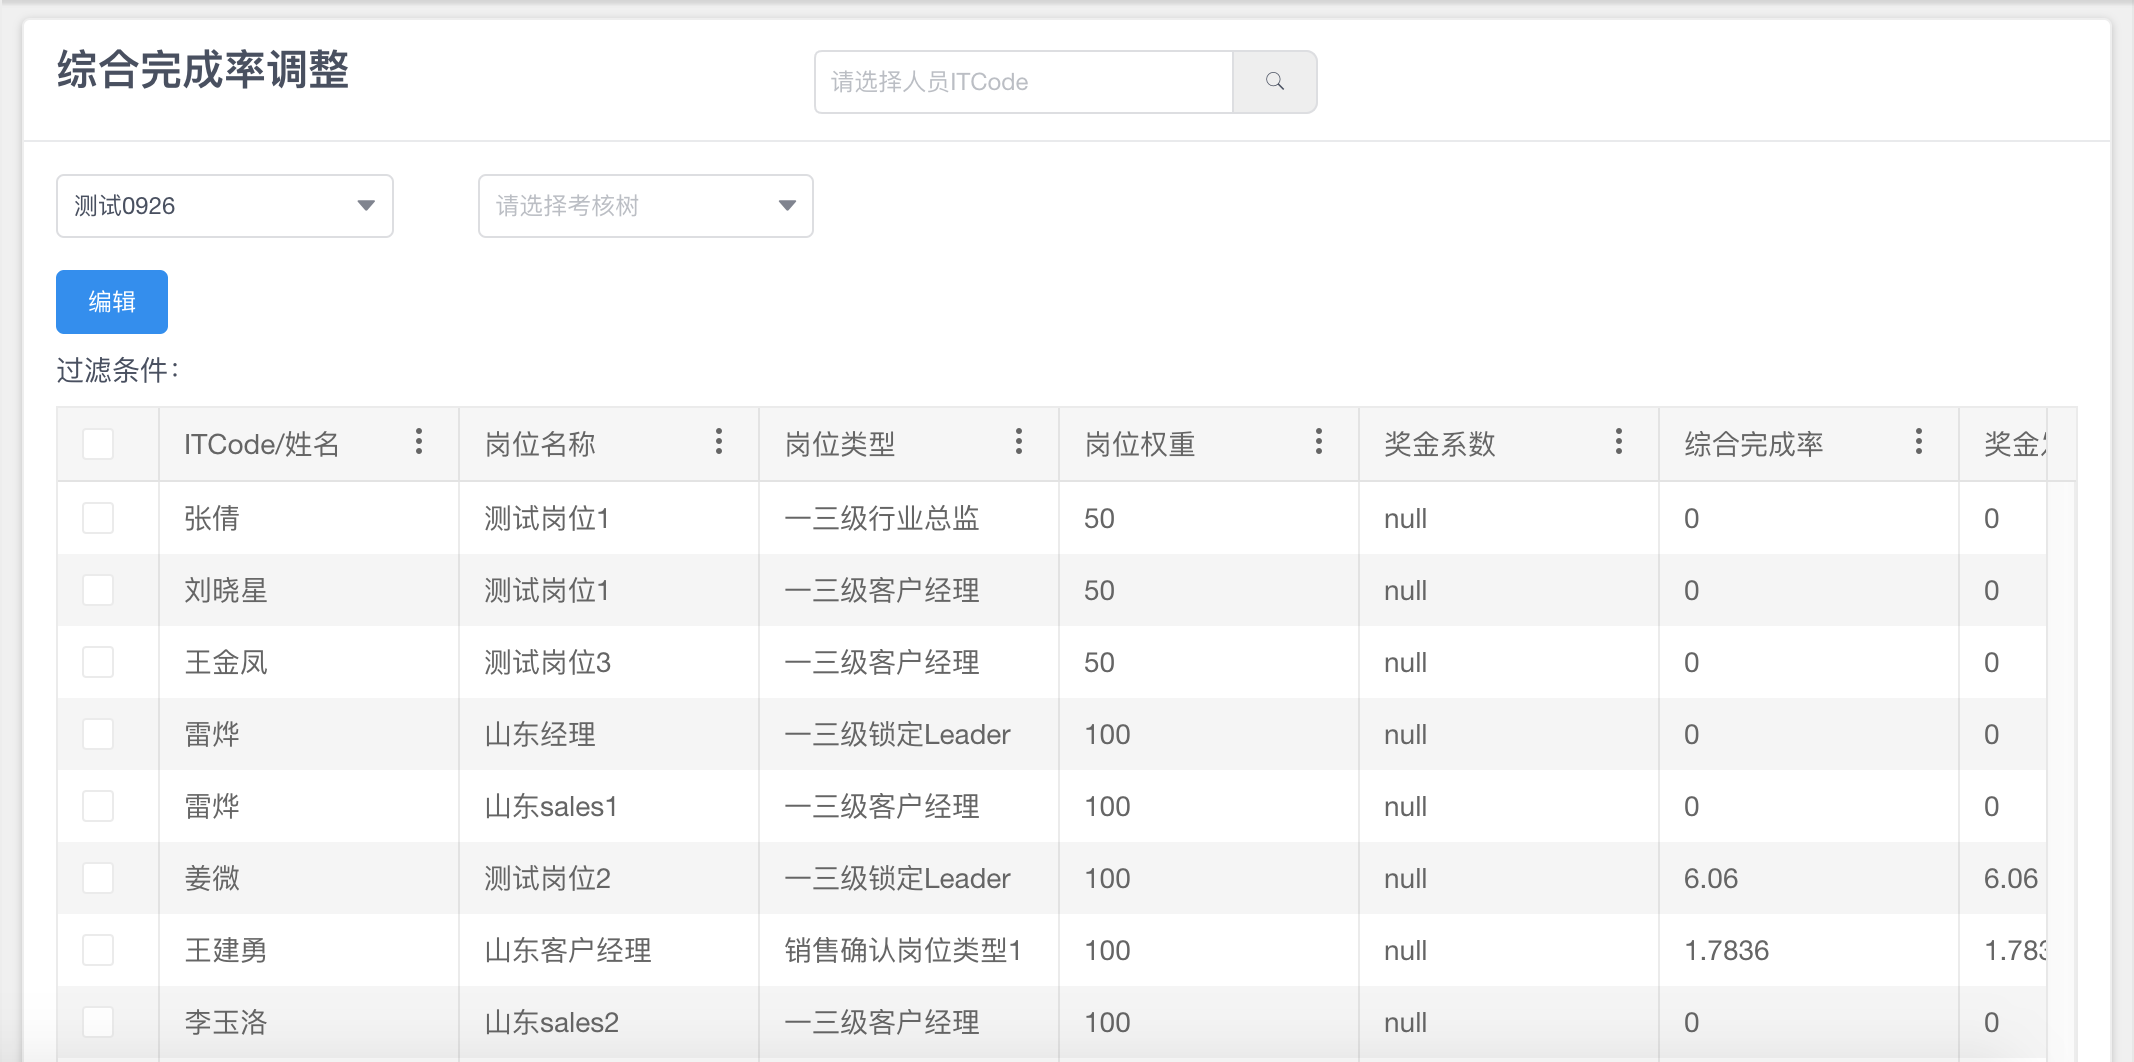 综合完成率调整
请选择人员ITCode
测试0926 请选择考核树
编辑
过滤条件：
ITCode/姓名 岗位名称 岗位类型 岗位权重 奖金系数 综合完成率 奖金
张倩 测试岗位1 一三级行业总监 50 null 0 0
刘晓星 测试岗位1 一三级客户经理 50 null 0 0
王金凤 测试岗位3 一三级客户经理 50 null 0 0
雷烨 山东经理 一三级锁定Leader 100 null 0 0
雷烨 山东sales1 一三级客户经理 100 null 0 0
姜微 测试岗位2 一三级锁定Leader 100 null 6.06 6.06
王建勇 山东客户经理 销售确认岗位类型1 100 null 1.7836 1.783
李玉洛 山东sales2 一三级客户经理 100 null 0 0